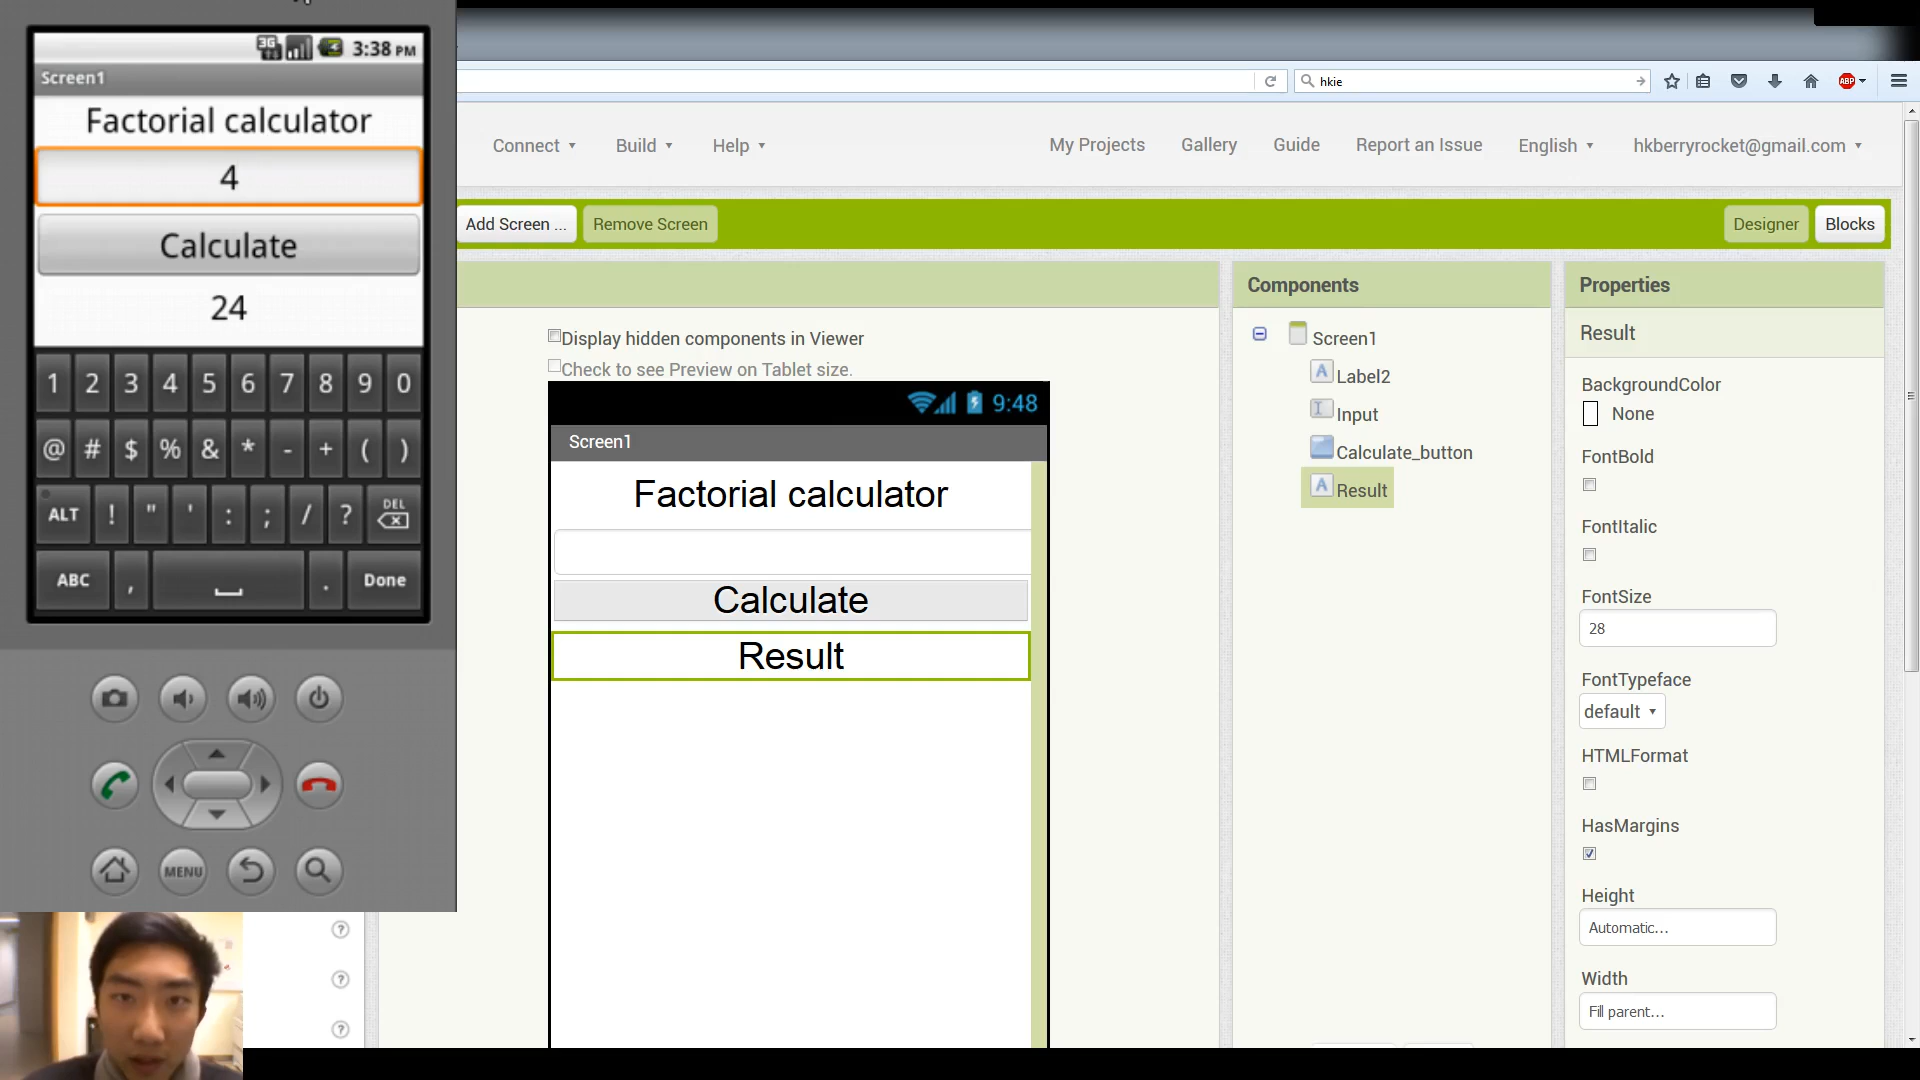 3G 3:38 PM
Screen1
Factorial calculator
4
Calculate
24
1 2 3 4 5 6 7 8 9 0
@ # $ % & * - + ( )
ALT ! " ' : ; / ? DEL
ABC , . Done
MENU
hkie
ABP
Connect Build Help My Projects Gallery Guide Report an Issue English hkberryrocket@gmail.com
Add Screen ... Remove Screen Designer Blocks
Display hidden components in Viewer
Check to see Preview on Tablet size.
9:48
Screen1
Factorial calculator
Calculate
Result
Components
Screen1
Label2
Input
Calculate_button
Result
Properties
Result
BackgroundColor
None
FontBold
FontItalic
FontSize
28
FontTypeface
default
HTMLFormat
HasMargins
Height
Automatic...
Width
Fill parent...
?
?
?